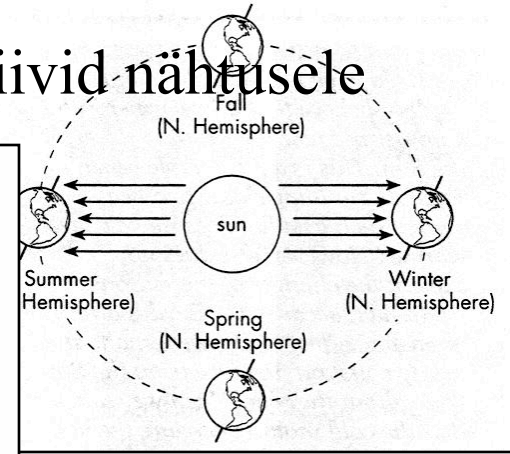 iivid nähtusele
Fall
(N. Hemisphere)
sun
Summer
Hemisphere)
Winter
(N. Hemisphere)
Spring
(N. Hemisphere)